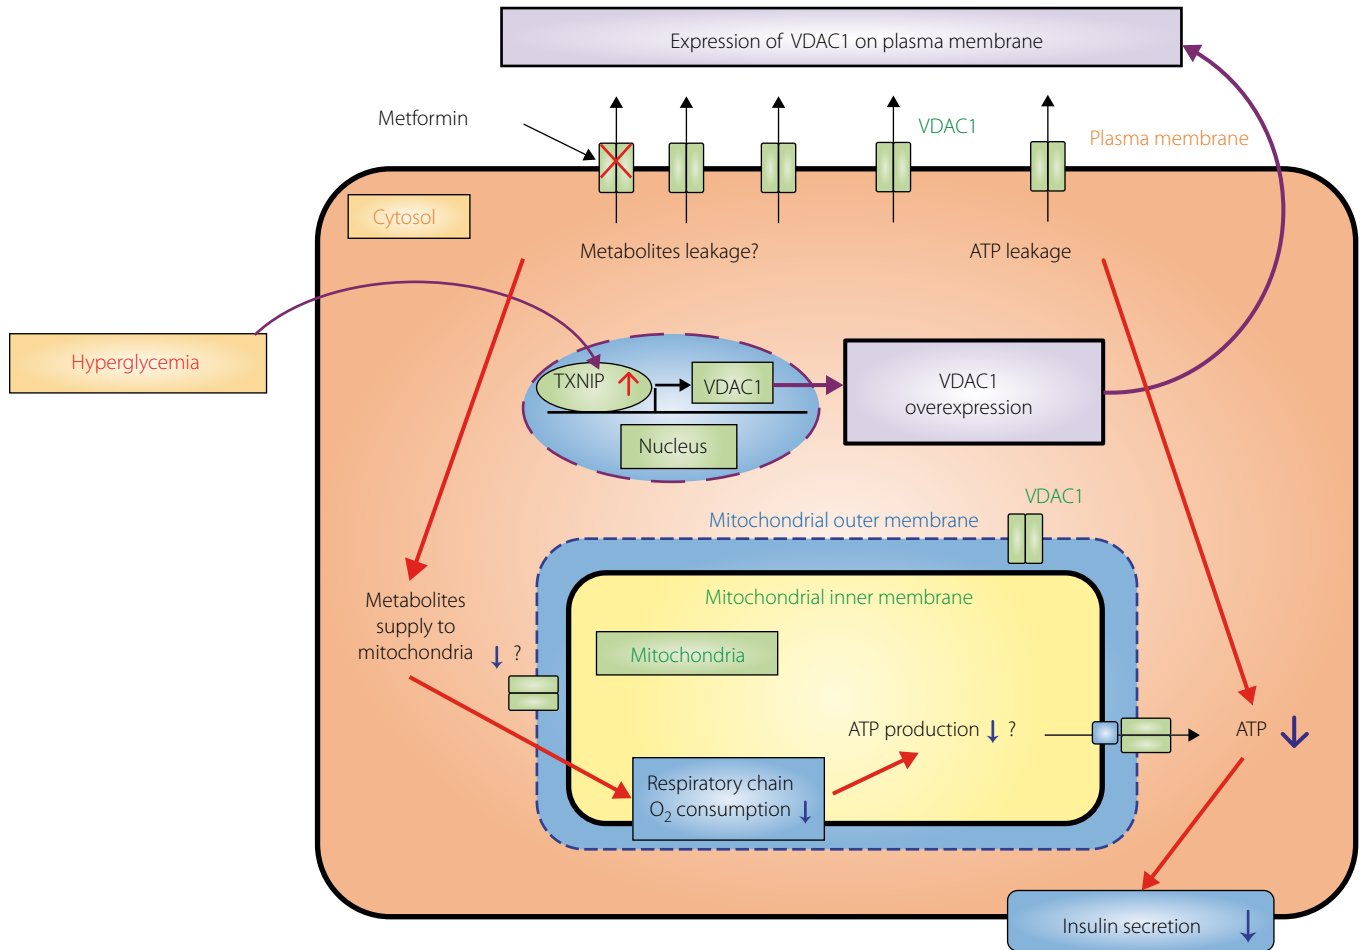 Expression of VDAC1 on plasma membrane
Metformin
VDAC1
Plasma membrane
Cytosol
Metabolites leakage?
ATP leakage
Hyperglycemia
TXNIP
VDAC1
Nucleus
VDAC1
overexpression
VDAC1
Mitochondrial outer membrane
Mitochondrial inner membrane
Metabolites
supply to
mitochondria ↓ ?
Mitochondria
ATP production ↓ ?
ATP ↓
Respiratory chain
O₂ consumption ↓
Insulin secretion ↓